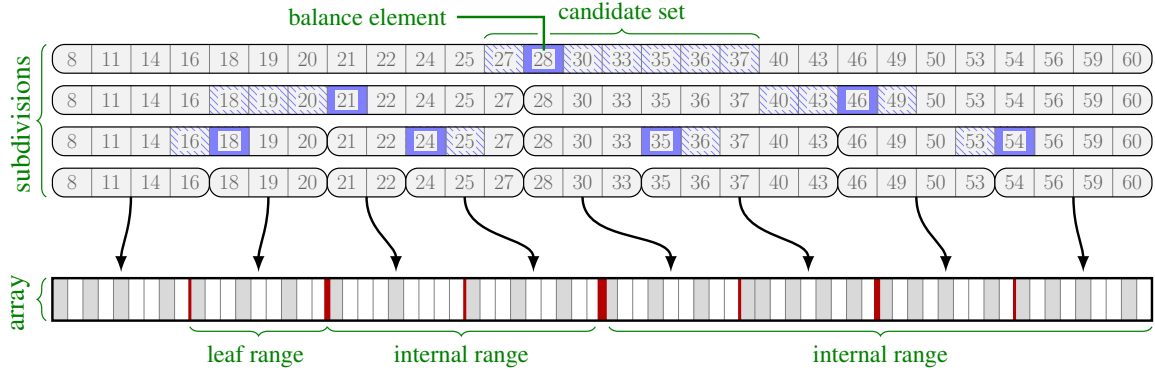 balance element
candidate set
subdivisions
8 11 14 16 18 19 20 21 22 24 25 27 28 30 33 35 36 37 40 43 46 49 50 53 54 56 59 60
8 11 14 16 18 19 20 21 22 24 25 27 28 30 33 35 36 37 40 43 46 49 50 53 54 56 59 60
8 11 14 16 18 19 20 21 22 24 25 27 28 30 33 35 36 37 40 43 46 49 50 53 54 56 59 60
8 11 14 16 18 19 20 21 22 24 25 27 28 30 33 35 36 37 40 43 46 49 50 53 54 56 59 60
array
leaf range
internal range
internal range